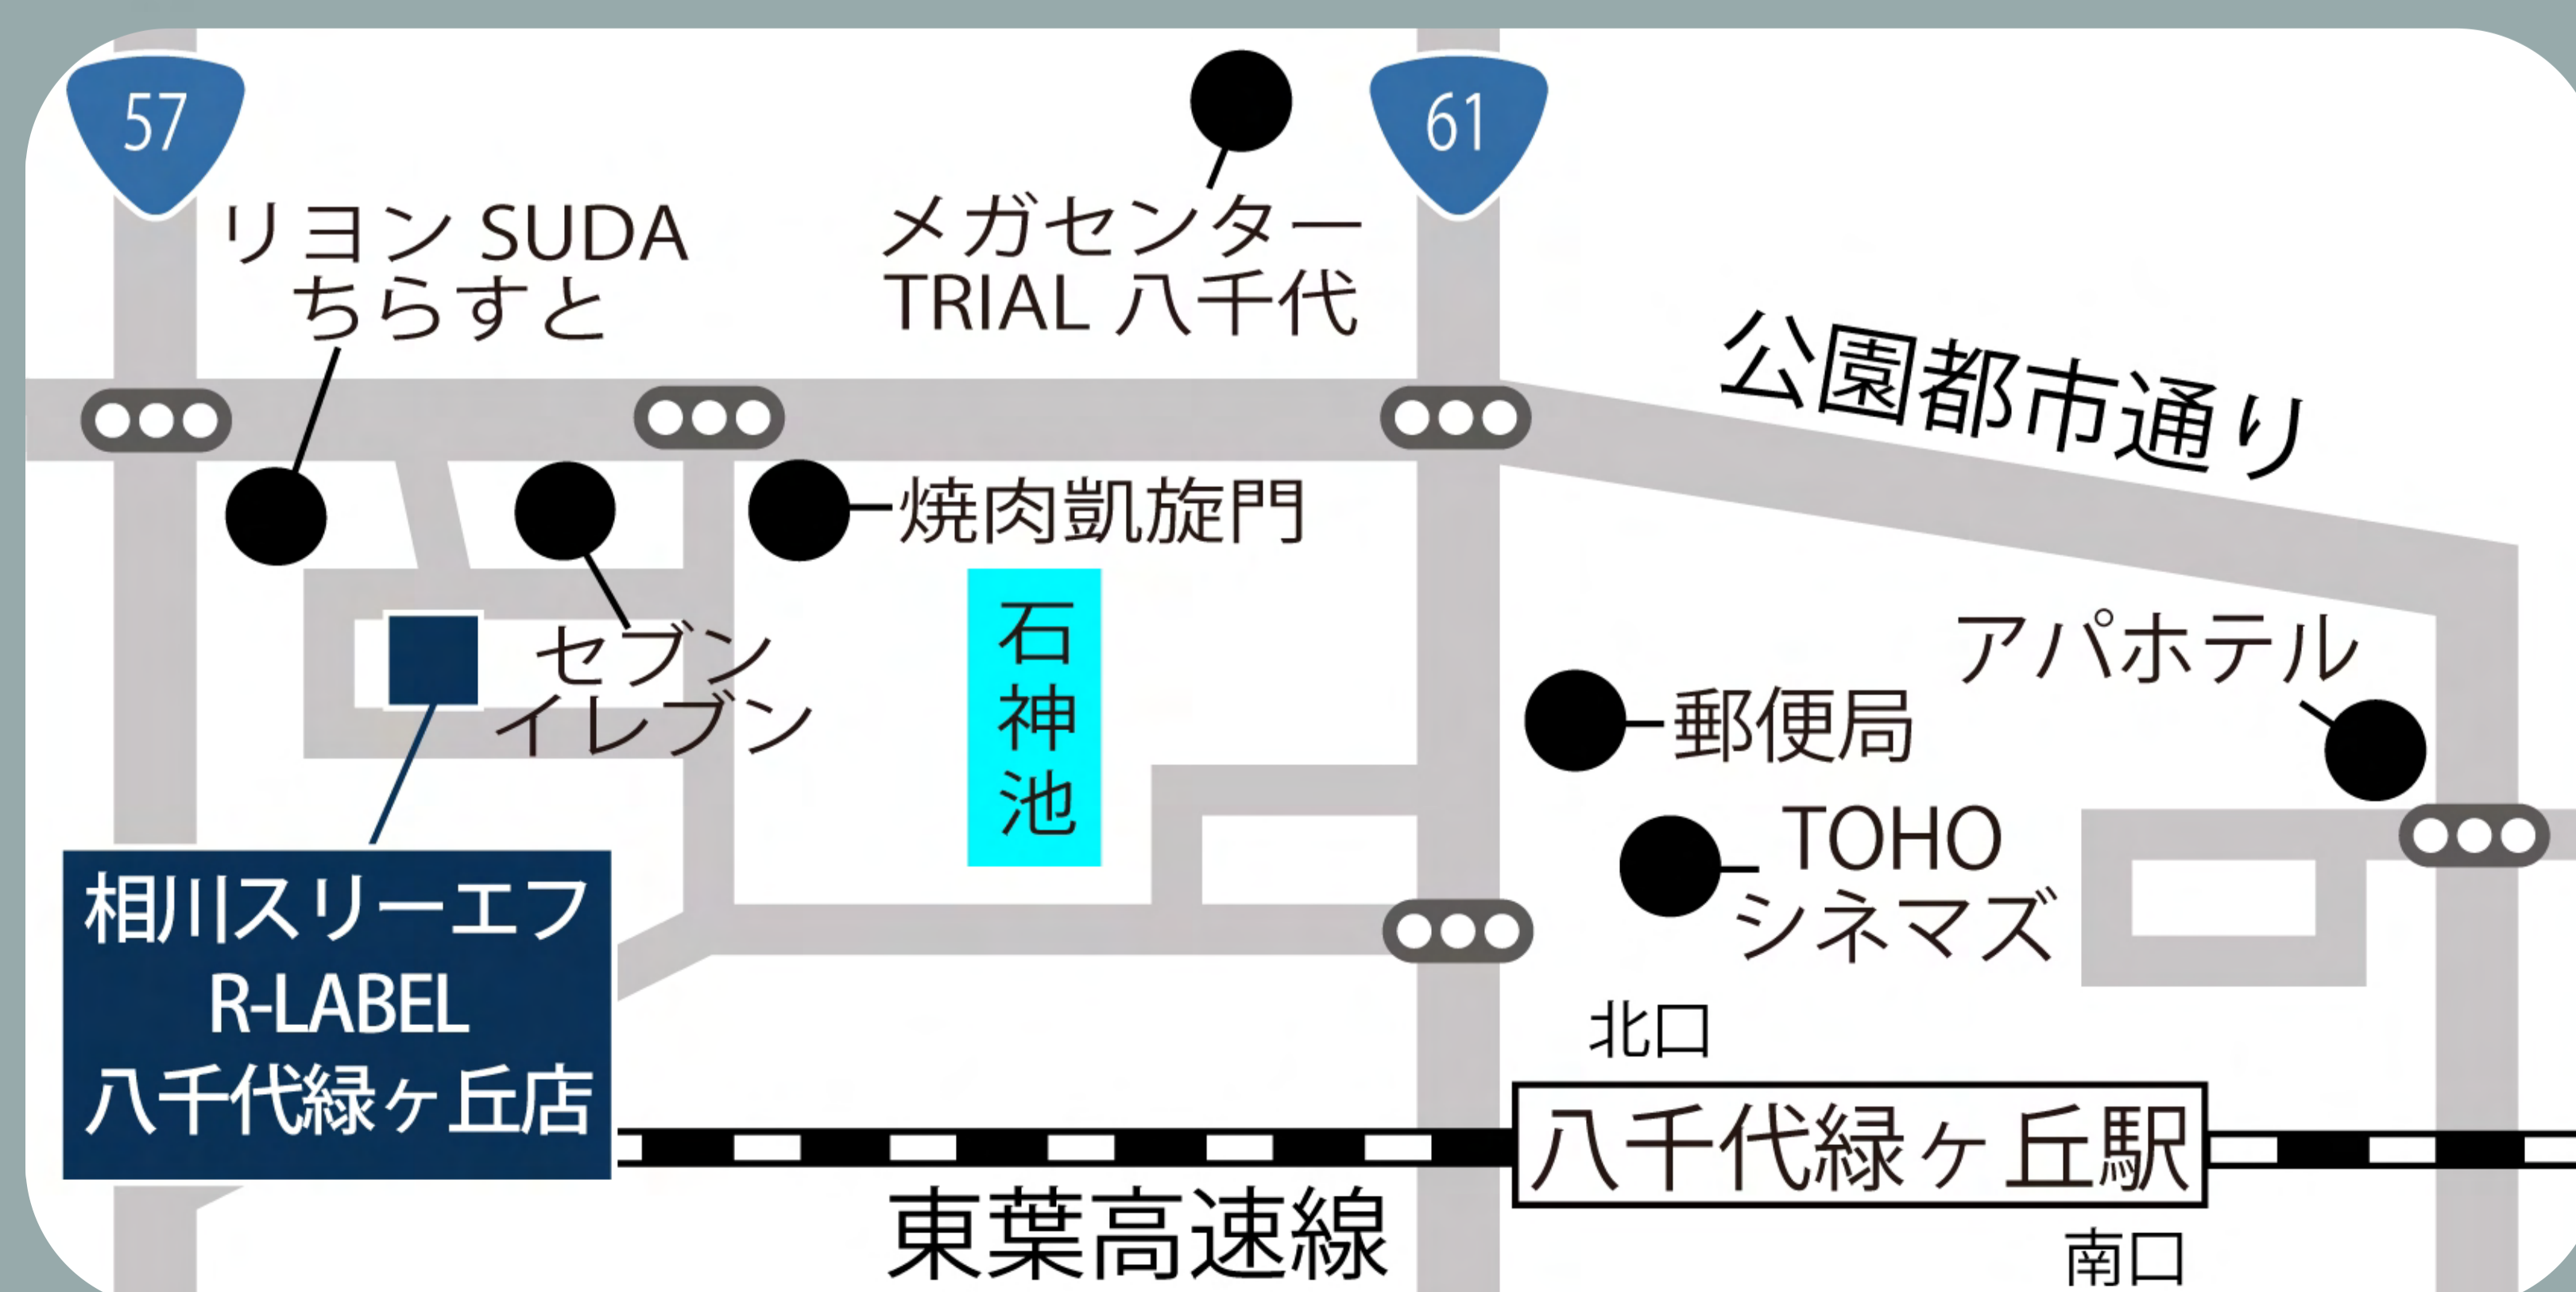 57
61
リヨン SUDA
ちらすと
メガセンター
TRIAL 八千代
公園都市通り
焼肉凱旋門
セブン
イレブン
石神池
アパホテル
郵便局
TOHO
シネマズ
相川スリーエフ
R-LABEL
八千代緑ヶ丘店
北口
八千代緑ヶ丘駅
東葉高速線
南口